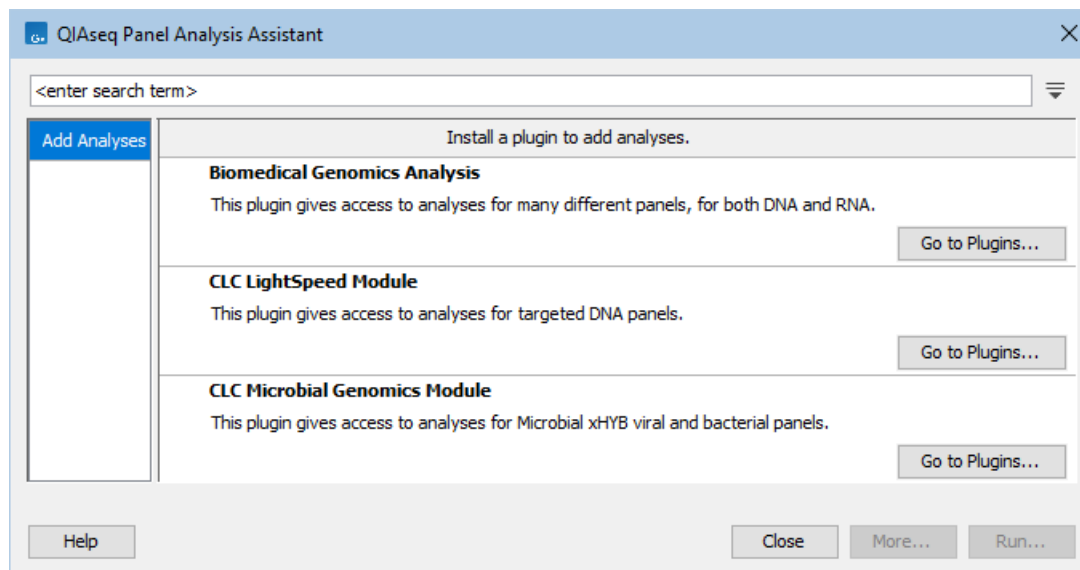 G.
QIAseq Panel Analysis Assistant
<enter search term>
Add Analyses
Install a plugin to add analyses.
Biomedical Genomics Analysis
This plugin gives access to analyses for many different panels, for both DNA and RNA.
Go to Plugins...
CLC LightSpeed Module
This plugin gives access to analyses for targeted DNA panels.
Go to Plugins...
CLC Microbial Genomics Module
This plugin gives access to analyses for Microbial xHYB viral and bacterial panels.
Go to Plugins...
Help
Close
More...
Run...